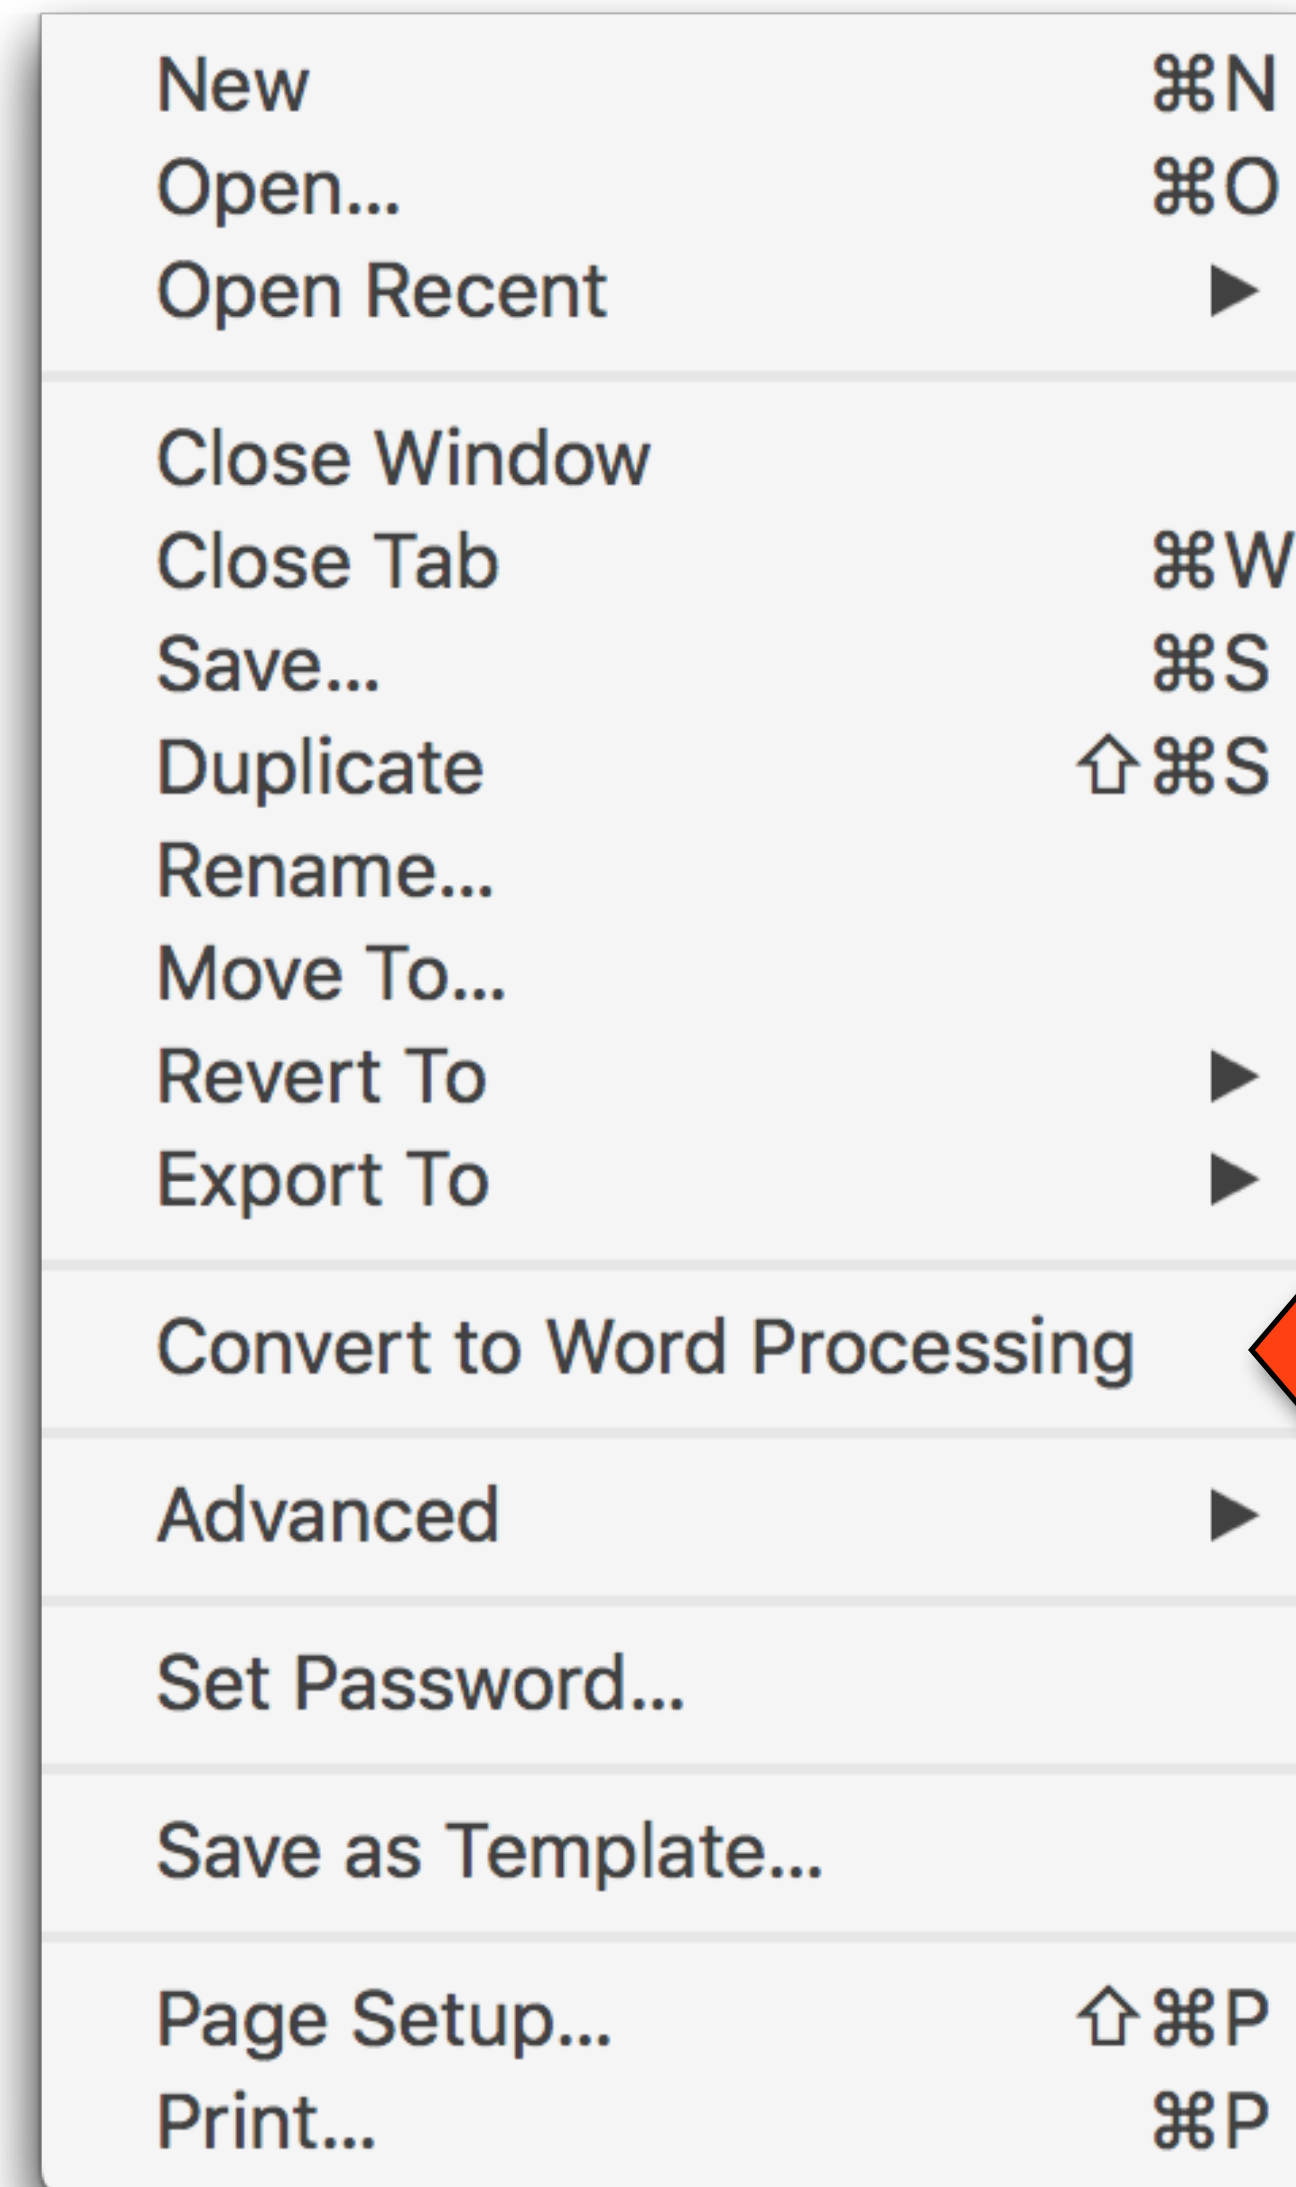 New ⌘N
Open... ⌘O
Open Recent ▶
Close Window
Close Tab ⌘W
Save... ⌘S
Duplicate ⇧⌘S
Rename...
Move To...
Revert To ▶
Export To ▶
Convert to Word Processing
Advanced ▶
Set Password...
Save as Template...
Page Setup... ⇧⌘P
Print... ⌘P